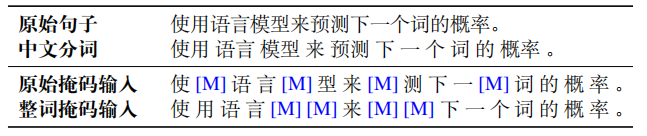 原始句子 使用语言模型来预测下一个词的概率。
中文分词 使用 语言 模型 来 预测 下 一 个 词 的 概率 。
原始掩码输入 使 [M] 语 言 [M] 型 来 [M] 测 下 一 [M] 词 的 概 率 。
整词掩码输入 使 用 语 言 [M] [M] 来 [M] [M] 下 一 个 词 的 概 率 。